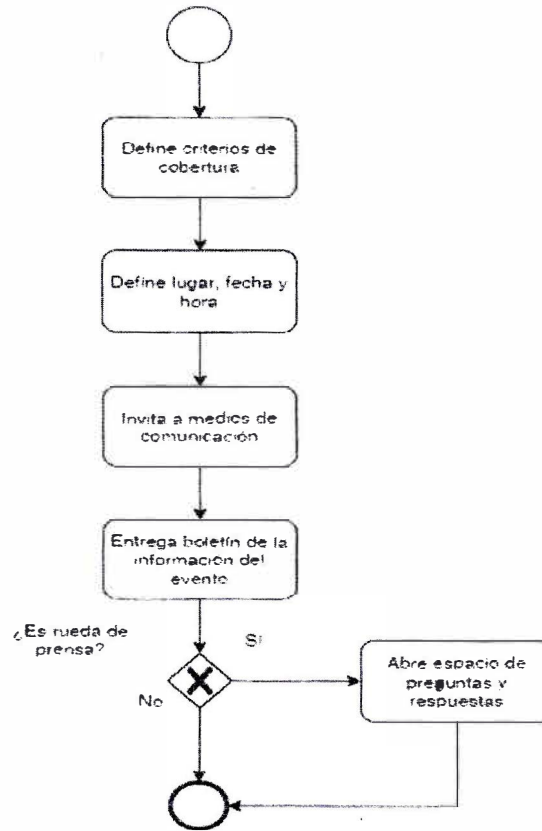 Define criterios de
cobertura
Define lugar, fecha y
hora
Invita a medios de
comunicación
Entrega boletín de la
información del
evento
¿Es rueda de
prensa?
Sí
Abre espacio de
preguntas y
respuestas
No